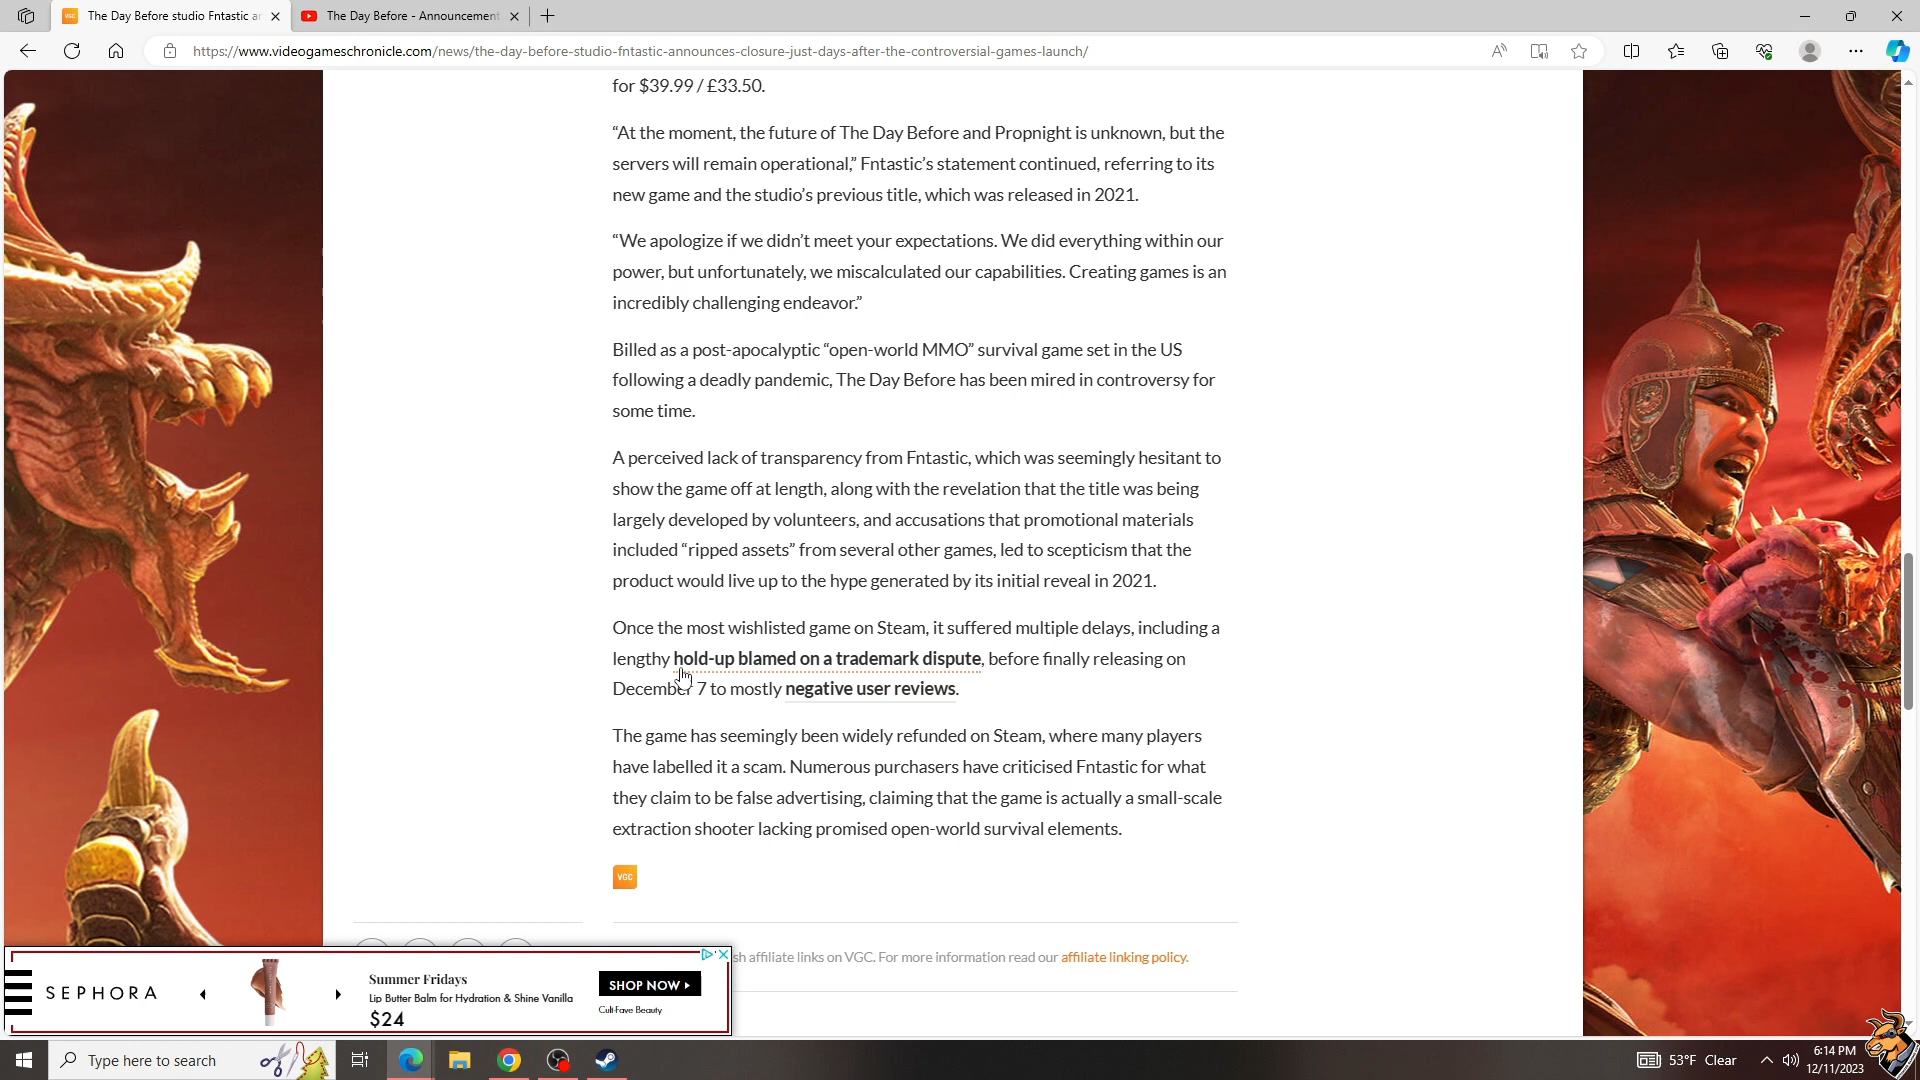 The Day Before studio Fntastic ar
The Day Before - Announcement
https://www.videogameschronicle.com/news/the-day-before-studio-fntastic-announces-closure-just-days-after-the-controversial-games-launch/
for $39.99 / £33.50.
“At the moment, the future of The Day Before and Propnight is unknown, but the
servers will remain operational,” Fntastic’s statement continued, referring to its
new game and the studio’s previous title, which was released in 2021.
“We apologize if we didn’t meet your expectations. We did everything within our
power, but unfortunately, we miscalculated our capabilities. Creating games is an
incredibly challenging endeavor.”
Billed as a post-apocalyptic “open-world MMO” survival game set in the US
following a deadly pandemic, The Day Before has been mired in controversy for
some time.
A perceived lack of transparency from Fntastic, which was seemingly hesitant to
show the game off at length, along with the revelation that the title was being
largely developed by volunteers, and accusations that promotional materials
included “ripped assets” from several other games, led to scepticism that the
product would live up to the hype generated by its initial reveal in 2021.
Once the most wishlisted game on Steam, it suffered multiple delays, including a
lengthy hold-up blamed on a trademark dispute, before finally releasing on
December 7 to mostly negative user reviews.
The game has seemingly been widely refunded on Steam, where many players
have labelled it a scam. Numerous purchasers have criticised Fntastic for what
they claim to be false advertising, claiming that the game is actually a small-scale
extraction shooter lacking promised open-world survival elements.
VGC
sh affiliate links on VGC. For more information read our affiliate linking policy.
SEPHORA
Summer Fridays
Lip Butter Balm for Hydration & Shine Vanilla
$24
SHOP NOW
Cult-Fave Beauty
Type here to search
53°F Clear
6:14 PM
12/11/2023